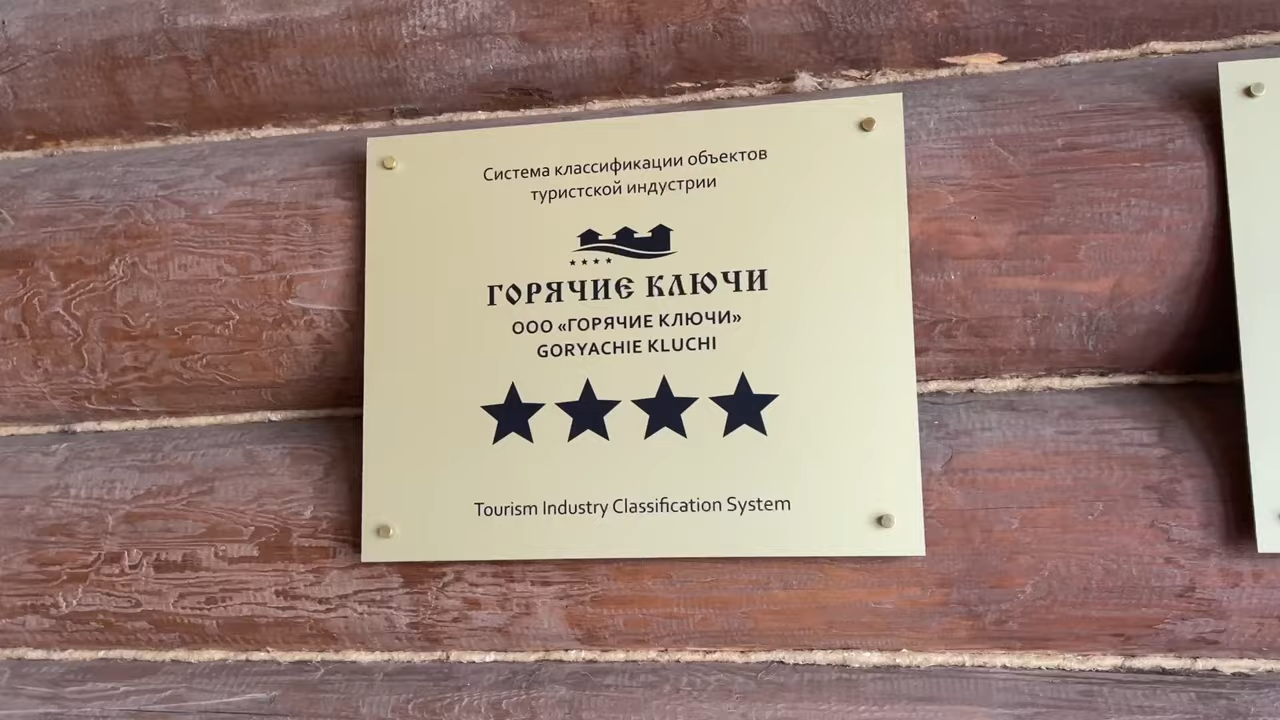 Система классификации объектов
туристской индустрии
ГОРЯЧИЕ КЛЮЧИ
ООО «ГОРЯЧИЕ КЛЮЧИ»
GORYACHIE KLUCHI
Tourism Industry Classification System